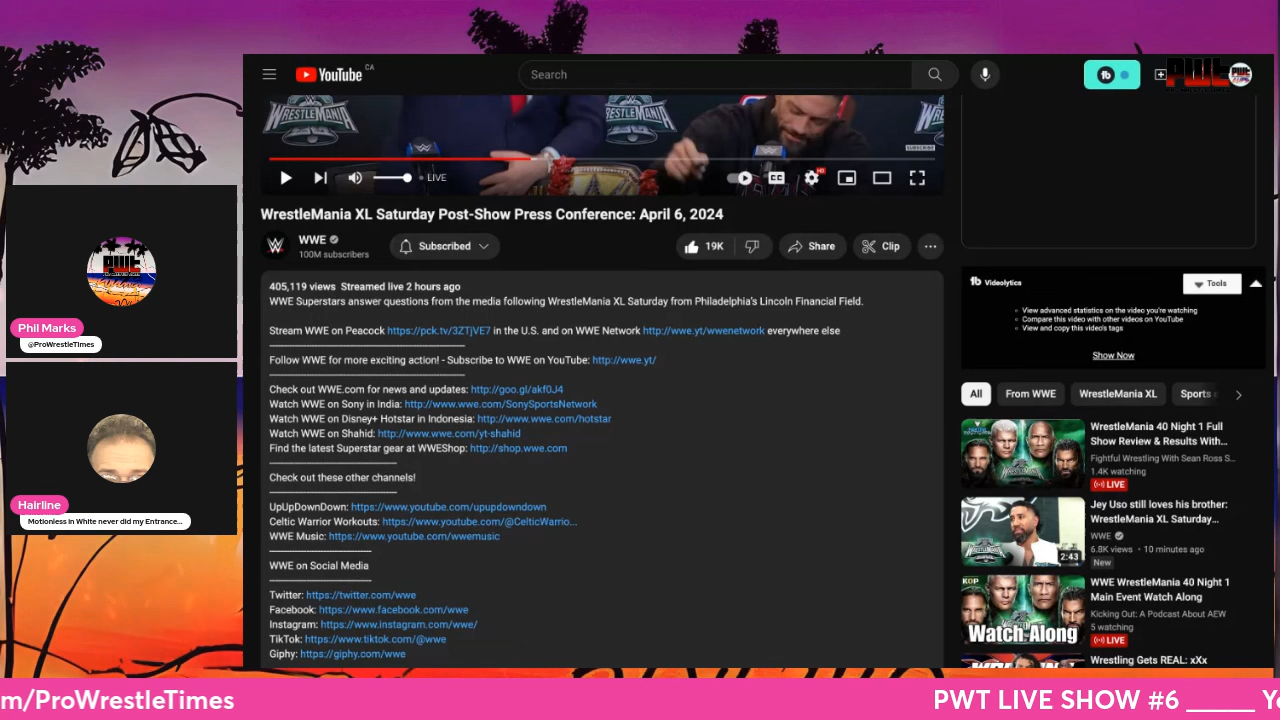 YouTube CA
Search
WRESTLEMANIA
WRESTLEMANIA
SUBSCRIBE
LIVE
HD
WrestleMania XL Saturday Post-Show Press Conference: April 6, 2024
WWE
100M subscribers
Subscribed
19K
Share
Clip
405,119 views Streamed live 2 hours ago
WWE Superstars answer questions from the media following WrestleMania XL Saturday from Philadelphia's Lincoln Financial Field.
Stream WWE on Peacock https://pck.tv/3ZTjVE7 in the U.S. and on WWE Network http://wwe.yt/wwenetwork everywhere else
Follow WWE for more exciting action! - Subscribe to WWE on YouTube: http://wwe.yt/
Check out WWE.com for news and updates: http://goo.gl/akf0J4
Watch WWE on Sony in India: http://www.wwe.com/SonySportsNetwork
Watch WWE on Disney+ Hotstar in Indonesia: http://www.wwe.com/hotstar
Watch WWE on Shahid: http://www.wwe.com/yt-shahid
Find the latest Superstar gear at WWEShop: http://shop.wwe.com
Check out these other channels!
UpUpDownDown: https://www.youtube.com/upupdowndown
Celtic Warrior Workouts: https://www.youtube.com/@CelticWarrio...
WWE Music: https://www.youtube.com/wwemusic
WWE on Social Media
Twitter: https://twitter.com/wwe
Facebook: https://www.facebook.com/wwe
Instagram: https://www.instagram.com/wwe/
TikTok: https://www.tiktok.com/@wwe
Giphy: https://giphy.com/wwe
PWT
Videolytics
Tools
View advanced statistics on the video you're watching
Compare this video with other videos on YouTube
View and copy this video's tags
Show Now
All
From WWE
WrestleMania XL
Sports
WrestleMania 40 Night 1 Full
Show Review & Results With...
Fightful Wrestling With Sean Ross S...
1.4K watching
LIVE
2:43
Jey Uso still loves his brother:
WrestleMania XL Saturday...
WWE
6.8K views • 10 minutes ago
New
KOP
Watch Along
WWE WrestleMania 40 Night 1
Main Event Watch Along
Kicking Out: A Podcast About AEW
5 watching
LIVE
Wrestling Gets REAL: xXx
PWT
Phil Marks
@ProWrestleTimes
Hairline
Motionless in White never did my Entrance...
m/ProWrestleTimes
PWT LIVE SHOW #6 ______ Yo